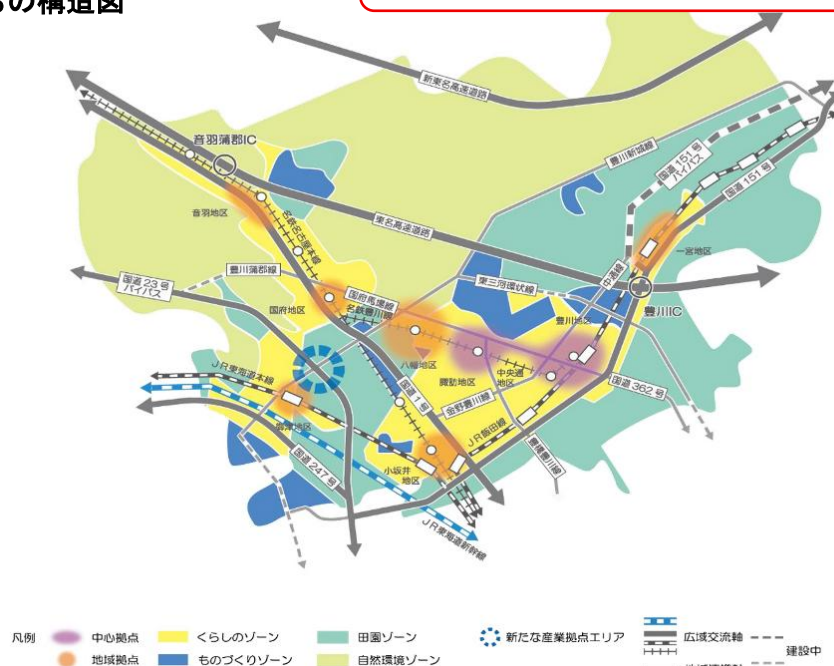 の構造図
新東名高速道路
音羽蒲郡IC
豊川新城線
国道151号
バイパス
国道151号
音羽地区
名鉄名古屋本線
東名高速道路
一宮地区
豊川蒲郡線
国道23号
バイパス
東三河環状線
中通線
国府馬場線
名鉄豊川線
国府地区
豊川地区
豊川IC
八幡地区
諏訪地区
中央通
地区
国道362号
JR東海道本線
国道1号
金野豊川線
御津地区
JR飯田線
小坂井
地区
国道247号
JR東海道新幹線
凡例
中心拠点
くらしのゾーン
田園ゾーン
新たな産業拠点エリア
広域交流軸
建設中
地域拠点
ものづくりゾーン
自然環境ゾーン